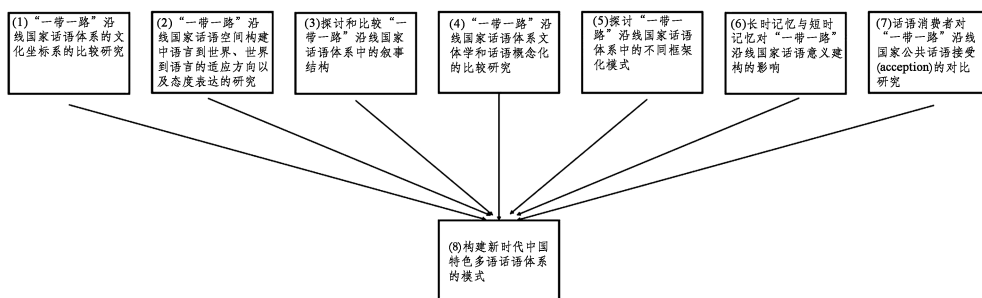 (1)“一带一路”沿
线国家话语体系的文
化坐标系的比较研究
(2)“一带一路”沿线
国家话语空间构建
中语言到世界、世界
到语言的适应方向以
及态度表达的研究
(3)探讨和比较“一
带一路”沿线国家
话语体系中的叙事
结构
(4)“一带一路”沿
线国家话语体系文
体学和话语概念化
的比较研究
(5)探讨“一带一
路”沿线国家话语
体系中的不同框架
化模式
(6)长时记忆与短时
记忆对“一带一路”
沿线国家话语意义建
构的影响
(7)话语消费者对
“一带一路”沿线
国家公共话语接受
(acception)的对比
研究
(8)构建新时代中国
特色多语话语体系
的模式